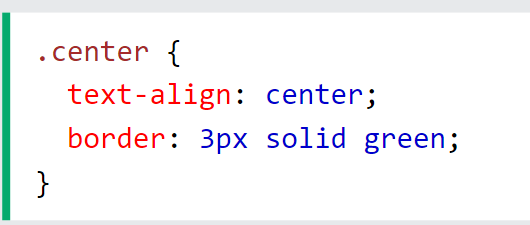 .center {
  text-align: center;
  border: 3px solid green;
}